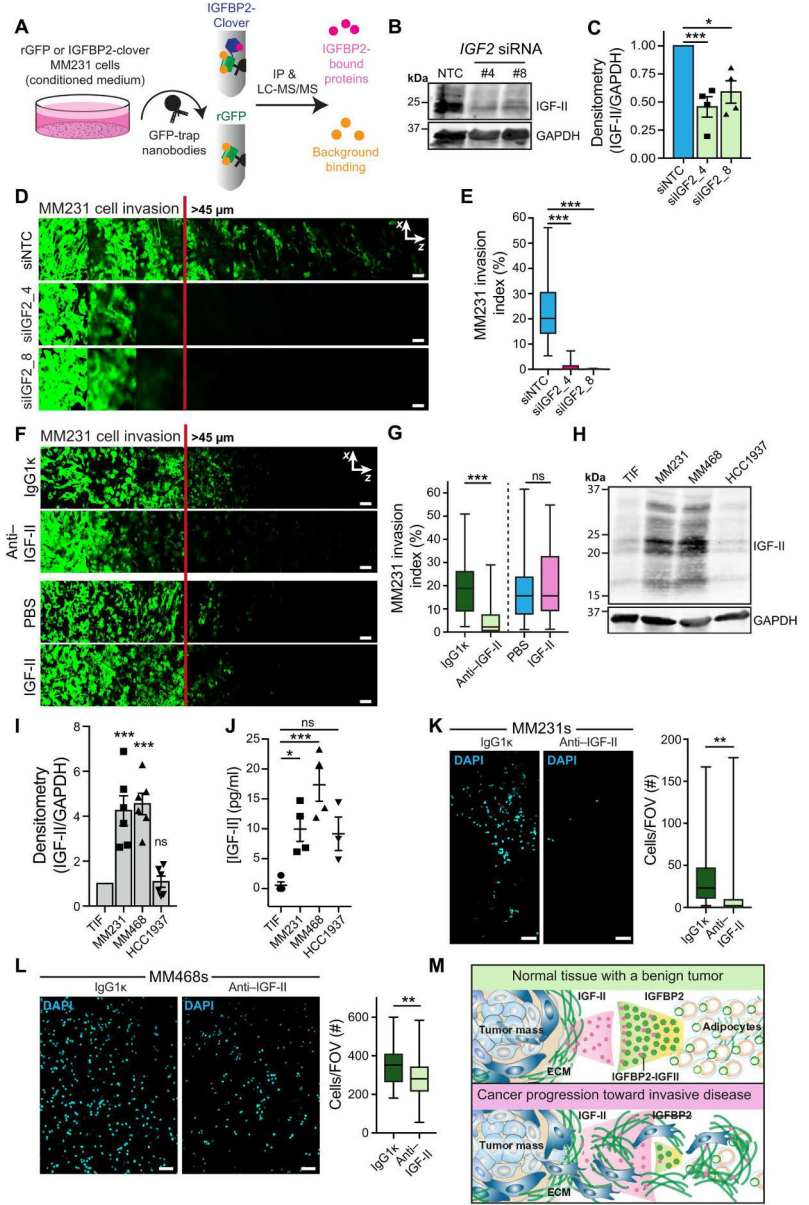 A
rGFP or IGFBP2-clover
MM231 cells
(conditioned medium)
GFP-trap
nanobodies
IGFBP2-
Clover
rGFP
IP &
LC-MS/MS
IGFBP2-
bound
proteins
Background
binding
B
IGF2 siRNA
kDa
NTC
#4
#8
25
37
IGF-II
GAPDH
C
Densitometry
(IGF-II/GAPDH)
1.00
0.75
0.50
0.25
0.00
***
*
siNTC
siIGF2_4
siIGF2_8
D
MM231 cell invasion
>45 µm
x
z
siNTC
siIGF2_4
siIGF2_8
E
MM231 invasion
index (%)
60
50
40
30
20
10
0
***
***
siNTC
siIGF2_4
siIGF2_8
F
MM231 cell invasion
>45 µm
x
z
IgG1κ
Anti–
IGF-II
PBS
IGF-II
G
MM231 invasion
index (%)
60
50
40
30
20
10
0
***
ns
IgG1κ
Anti–IGF-II
PBS
IGF-II
H
kDa
TIF
MM231
MM468
HCC1937
37
25
20
15
37
IGF-II
GAPDH
I
Densitometry
(IGF-II/GAPDH)
8
6
4
2
0
***
***
ns
TIF
MM231
MM468
HCC1937
J
[IGF-II] (pg/ml)
25
20
15
10
5
0
ns
***
*
TIF
MM231
MM468
HCC1937
K
MM231s
IgG1κ
Anti–IGF-II
DAPI
DAPI
Cells/FOV (#)
200
150
100
50
0
**
IgG1κ
Anti–
IGF-II
L
MM468s
IgG1κ
Anti–IGF-II
DAPI
DAPI
Cells/FOV (#)
600
400
200
0
**
IgG1κ
Anti–
IGF-II
M
Normal tissue with a benign tumor
IGF-II
IGFBP2
Tumor mass
Adipocytes
ECM
IGFBP2-IGFII
Cancer progression toward invasive disease
IGF-II
IGFBP2
Tumor mass
ECM